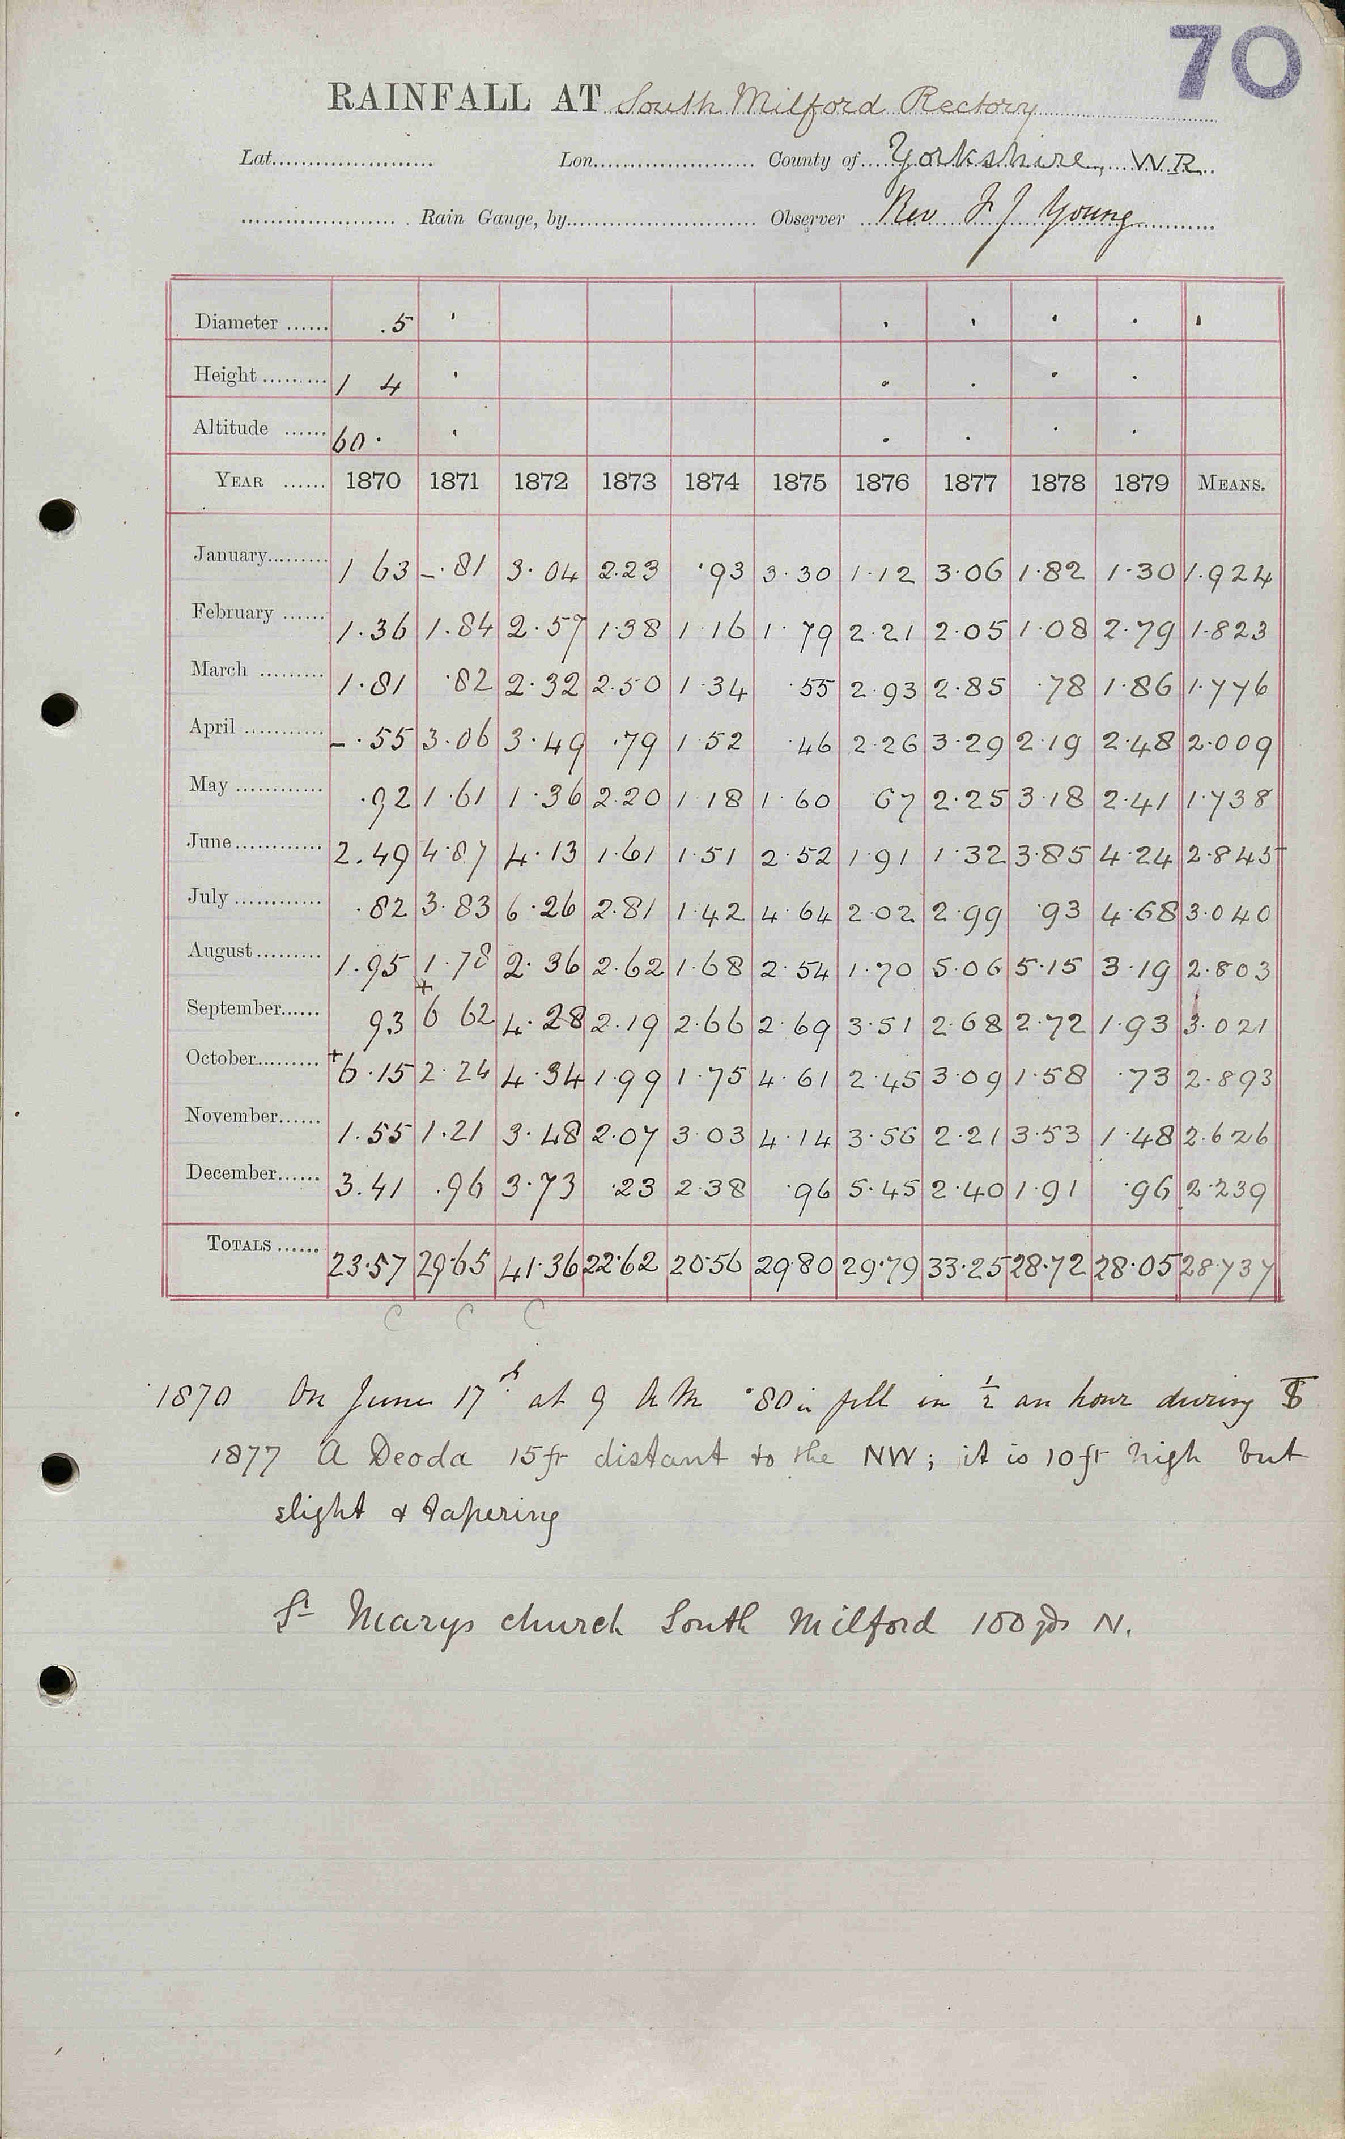 70
RAINFALL AT South Milford Rectory
Lat. Lon. County of Yorkshire, W.R.
Rain Gauge, by Observer Rev F J Young
Diameter .5 ' . . . . '
Height 1 4 ' . . . .
Altitude 60. ' . . . .
YEAR 1870 1871 1872 1873 1874 1875 1876 1877 1878 1879 MEANS.
January 1 63 -.81 3.04 2.23 .93 3.30 1.12 3.06 1.82 1.30 1.924
February 1.36 1.84 2.57 1.38 1 16 1.79 2.21 2.05 1.08 2.79 1.823
March 1.81 .82 2.32 2.50 1 34 .55 2.93 2.85 .78 1.86 1.776
April -.55 3.06 3.49 .79 1 52 .46 2.26 3.29 2.19 2.48 2.009
May .92 1.61 1.36 2.20 1 18 1.60 67 2.25 3.18 2.41 1.738
June 2.49 4.87 4.13 1.61 1.51 2.52 1.91 1.32 3.85 4.24 2.845
July .82 3.83 6.26 2.81 1.42 4.64 2.02 2.99 .93 4.68 3.040
August 1.95 1.78 2.36 2.62 1.68 2.54 1.70 5.06 5.15 3.19 2.803
September 93 +6 62 4.28 2.19 2.66 2.69 3.51 2.68 2.72 1.93 3.021
October +6.15 2.24 4.34 1.99 1.75 4.61 2.45 3.09 1.58 .73 2.893
November 1.55 1.21 3.48 2.07 3.03 4.14 3.56 2.21 3.53 1.48 2.626
December 3.41 .96 3.73 .23 2.38 .96 5.45 2.40 1.91 .96 2.239
TOTALS 23.57 29.65 41.36 22.62 20.56 29.80 29.79 33.25 28.72 28.05 28.737
C C C
1870 On June 17th at 9 A M .80in fell in ½ an hour during
1877 A Deoda 15ft distant to the NW; it is 10ft high but
slight & tapering
St Marys church South Milford 100 yds N.